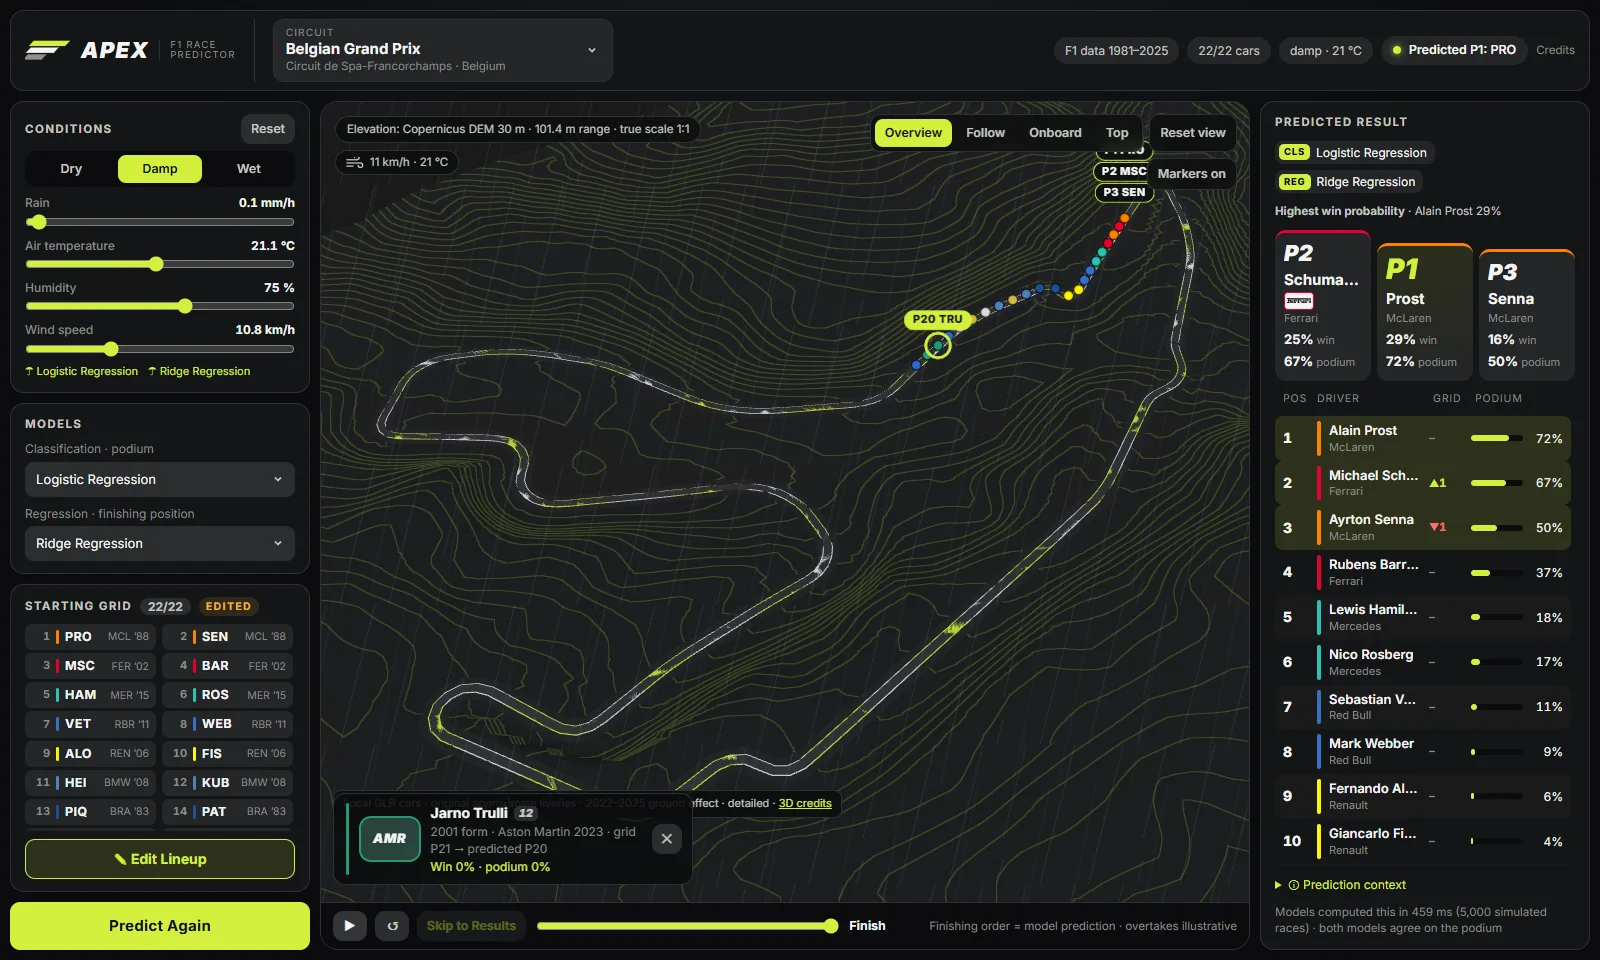 APEX
F1 RACE
PREDICTOR
CIRCUIT
Belgian Grand Prix
Circuit de Spa-Francorchamps · Belgium
F1 data 1981–2025
22/22 cars
damp · 21 °C
Predicted P1: PRO
Credits
CONDITIONS
Reset
Dry
Damp
Wet
Rain
0.1 mm/h
Air temperature
21.1 °C
Humidity
75 %
Wind speed
10.8 km/h
Logistic Regression
Ridge Regression
MODELS
Classification · podium
Logistic Regression
Regression · finishing position
Ridge Regression
STARTING GRID 22/22 EDITED
1 PRO MCL '88
2 SEN MCL '88
3 MSC FER '02
4 BAR FER '02
5 HAM MER '15
6 ROS MER '15
7 VET RBR '11
8 WEB RBR '11
9 ALO REN '06
10 FIS REN '06
11 HEI BMW '08
12 KUB BMW '08
13 PIQ BRA '83
14 PAT BRA '83
Edit Lineup
Predict Again
Elevation: Copernicus DEM 30 m · 101.4 m range · true scale 1:1
11 km/h · 21 °C
Overview
Follow
Onboard
Top
Reset view
Markers on
P2 MSC
P3 SEN
P20 TRU
ffect · detailed · 3D credits
AMR
Jarno Trulli 12
2001 form · Aston Martin 2023 · grid
P21 → predicted P20
Win 0% · podium 0%
✕
Skip to Results
Finish
Finishing order = model prediction · overtakes illustrative
PREDICTED RESULT
CLS Logistic Regression
REG Ridge Regression
Highest win probability · Alain Prost 29%
P2
Schuma...
Ferrari
25% win
67% podium
P1
Prost
McLaren
29% win
72% podium
P3
Senna
McLaren
16% win
50% podium
POS DRIVER GRID PODIUM
1 Alain Prost – 72%
McLaren
2 Michael Sch... ▲1 67%
Ferrari
3 Ayrton Senna ▼1 50%
McLaren
4 Rubens Barr... – 37%
Ferrari
5 Lewis Hamil... – 18%
Mercedes
6 Nico Rosberg – 17%
Mercedes
7 Sebastian V... – 11%
Red Bull
8 Mark Webber – 9%
Red Bull
9 Fernando Al... – 6%
Renault
10 Giancarlo Fi... – 4%
Renault
Prediction context
Models computed this in 459 ms (5,000 simulated
races) · both models agree on the podium